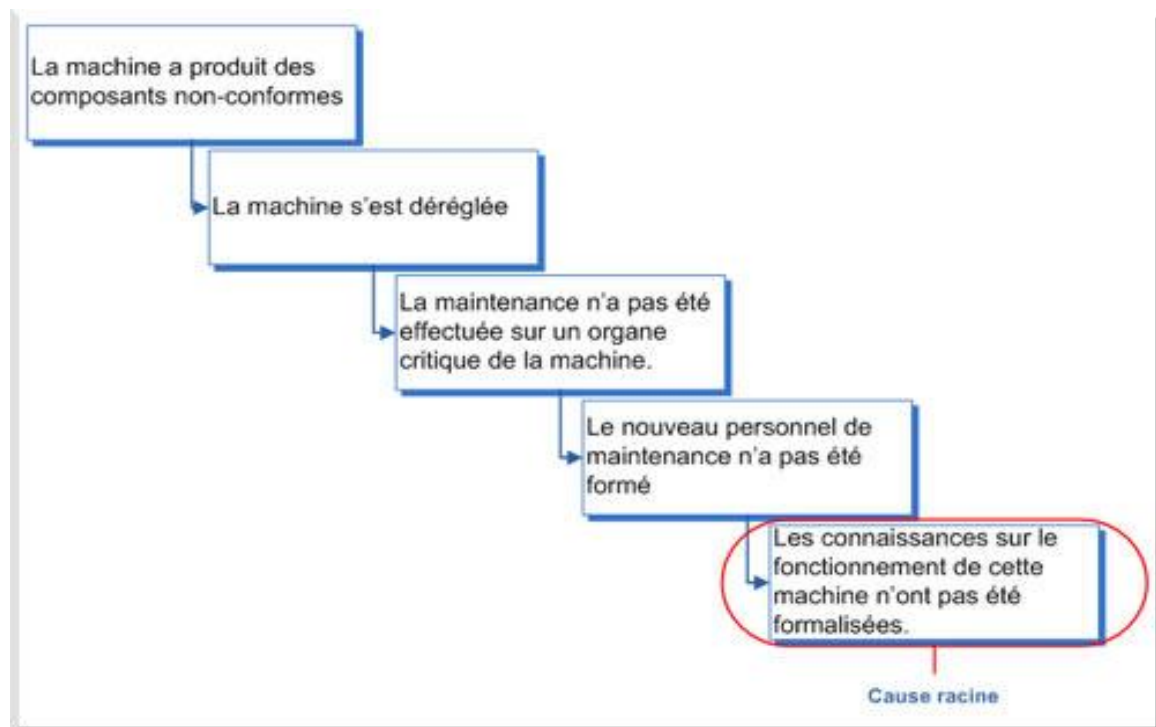 La machine a produit des
composants non-conformes
La machine s'est déréglée
La maintenance n'a pas été
effectuée sur un organe
critique de la machine.
Le nouveau personnel de
maintenance n'a pas été
formé
Les connaissances sur le
fonctionnement de cette
machine n'ont pas été
formalisées.
Cause racine